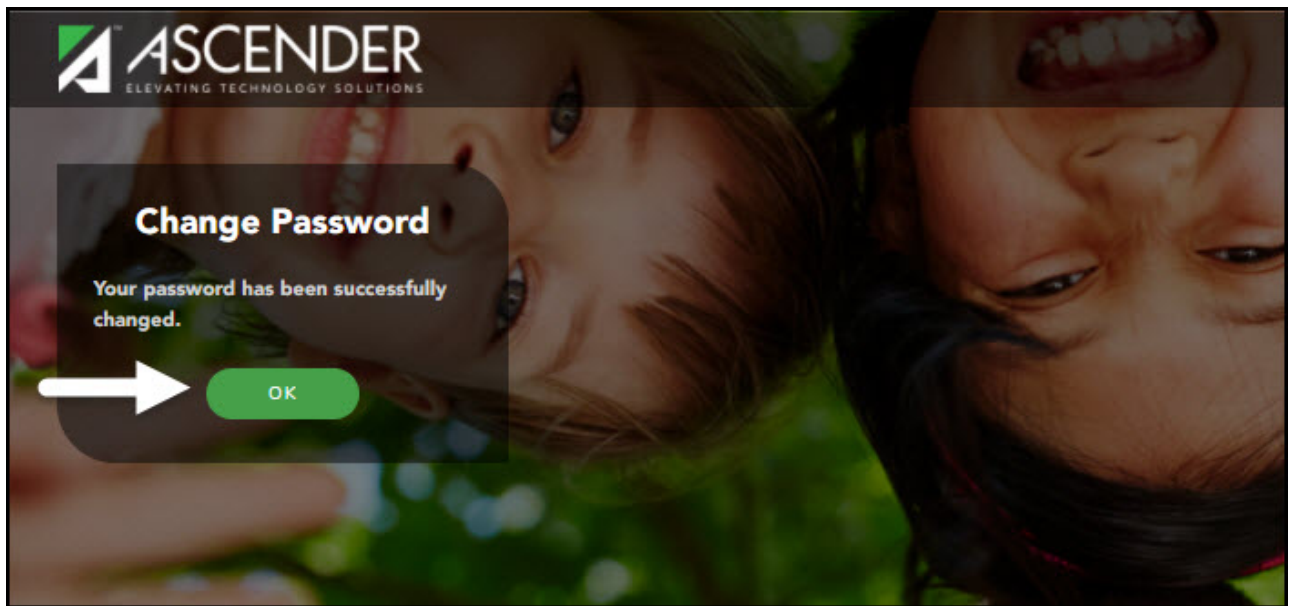 ASCENDER
ELEVATING TECHNOLOGY SOLUTIONS
Change Password
Your password has been successfully
changed.
OK